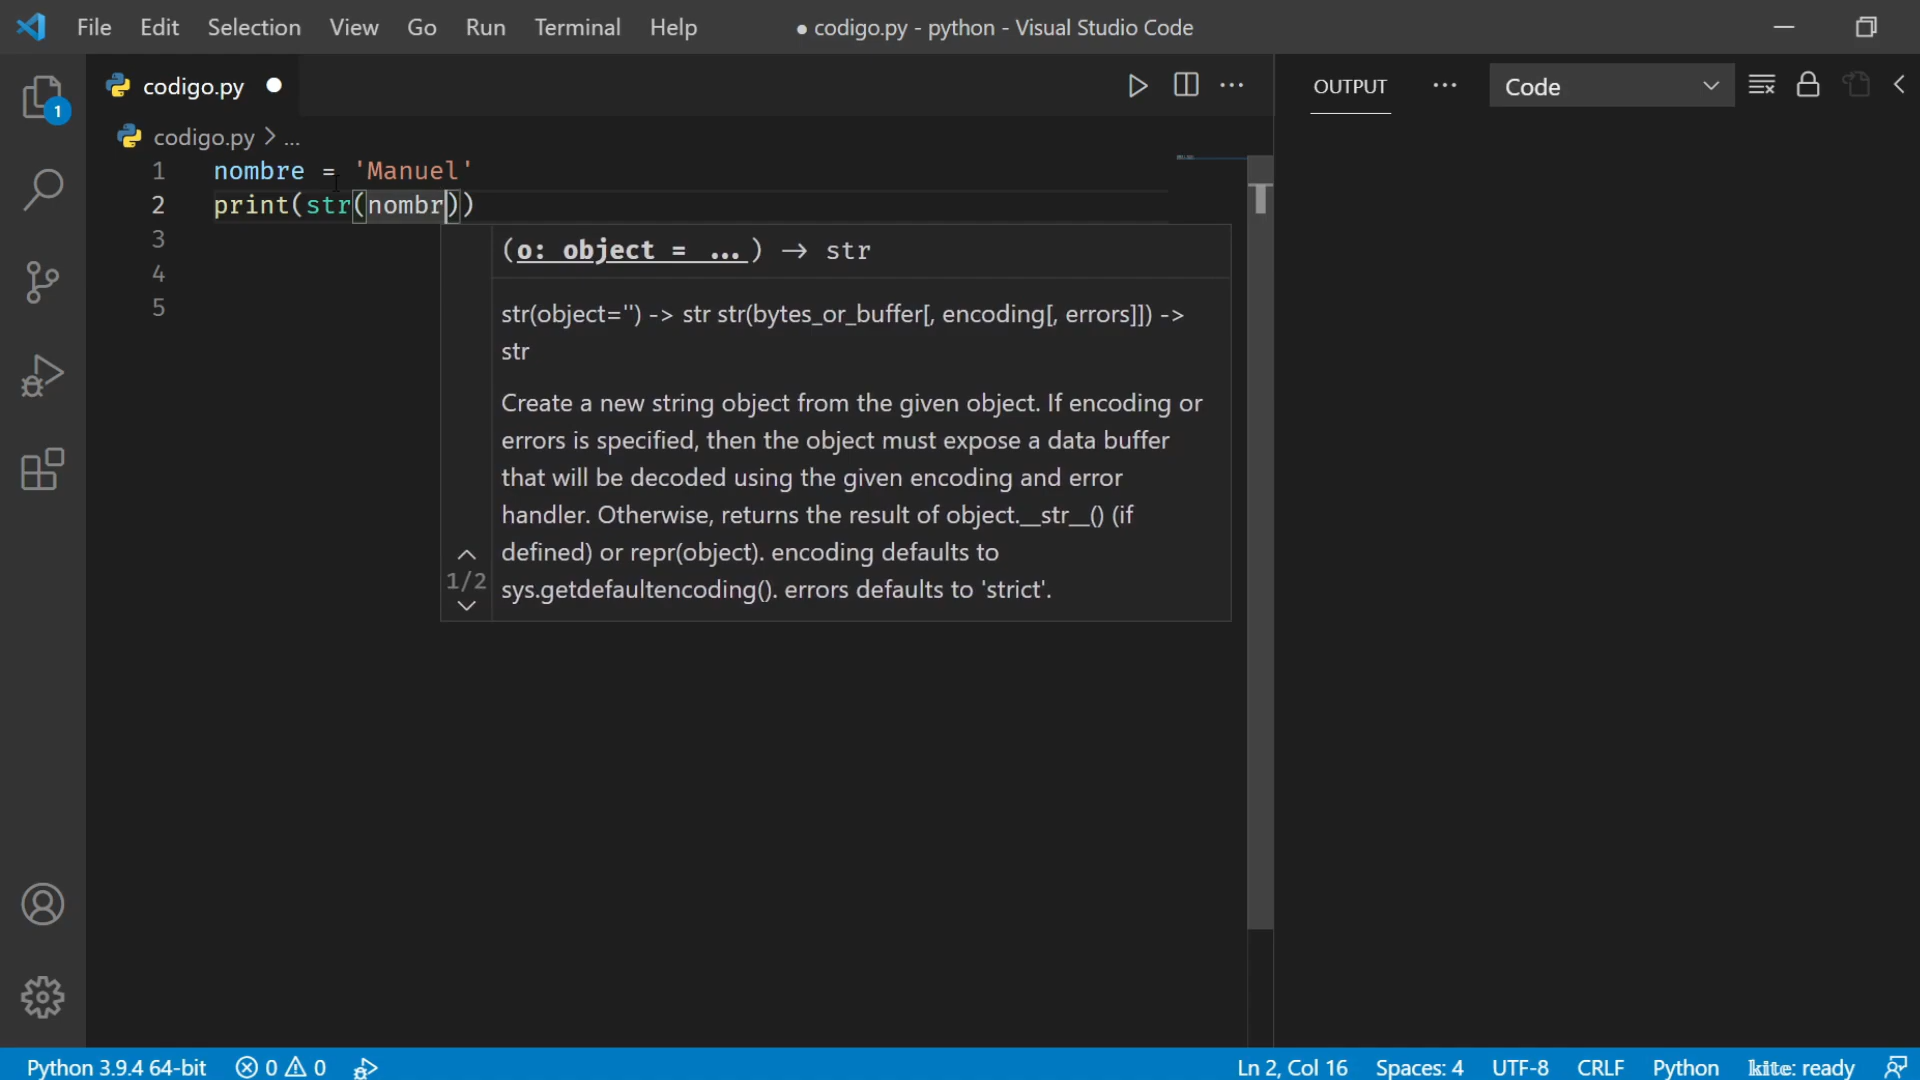 File Edit Selection View Go Run Terminal Help ● codigo.py - python - Visual Studio Code
codigo.py ●
OUTPUT ... Code
1
codigo.py > ...
1 nombre = 'Manuel'
2 print(str(nombr))
3
4
5
(o: object = ...) → str
str(object='') -> str str(bytes_or_buffer[, encoding[, errors]]) ->
str
Create a new string object from the given object. If encoding or
errors is specified, then the object must expose a data buffer
that will be decoded using the given encoding and error
handler. Otherwise, returns the result of object.__str__() (if
defined) or repr(object). encoding defaults to
sys.getdefaultencoding(). errors defaults to 'strict'.
1/2
Python 3.9.4 64-bit 0 0 Ln 2, Col 16 Spaces: 4 UTF-8 CRLF Python kite: ready